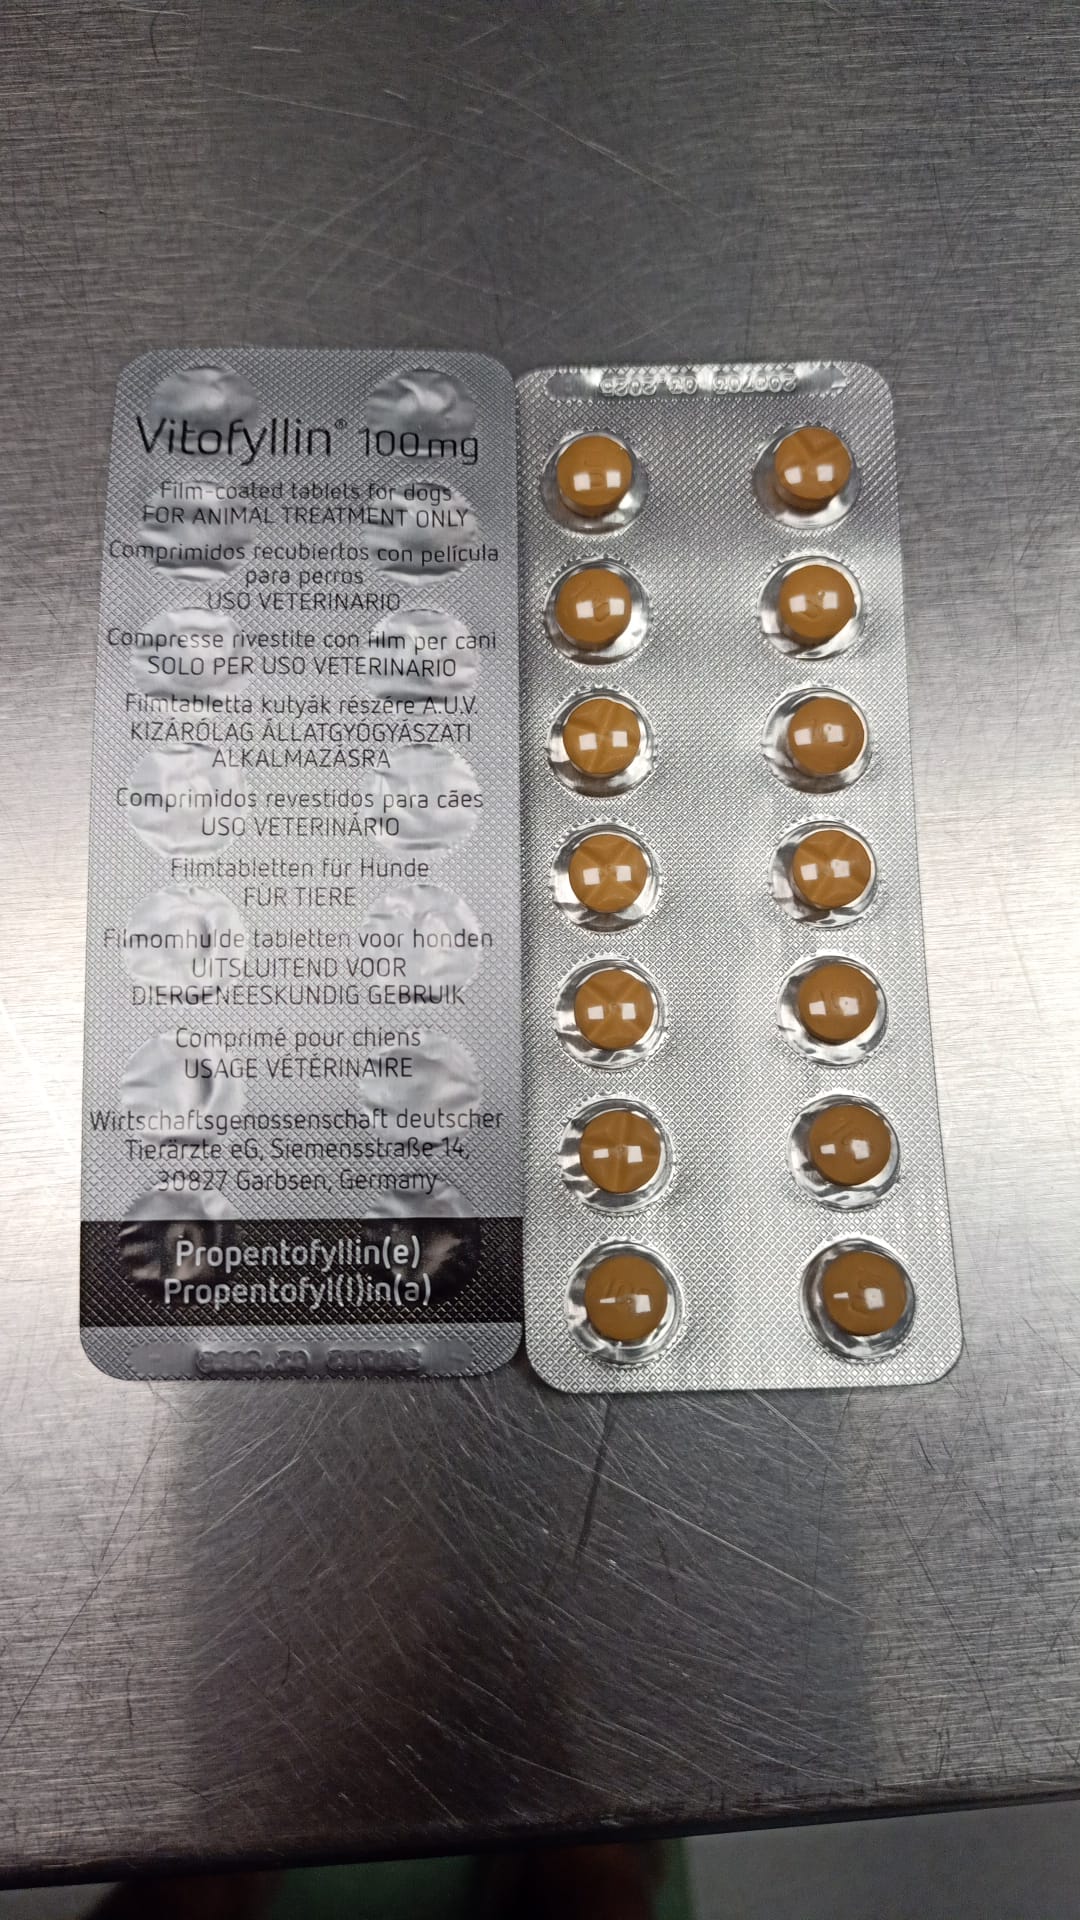 Vitofyllin® 100mg
Film-coated tablets for dogs
FOR ANIMAL TREATMENT ONLY
Comprimidos recubiertos con película
para perros
USO VETERINARIO
Compresse rivestite con film per cani
SOLO PER USO VETERINARIO
Filmtabletta kutyák részére A.U.V.
KIZÁRÓLAG ÁLLATGYÓGYÁSZATI
ALKALMAZÁSRA
Comprimidos revestidos para cães
USO VETERINÁRIO
Filmtabletten für Hunde
FÜR TIERE
Filmomhulde tabletten voor honden
UITSLUITEND VOOR
DIERGENEESKUNDIG GEBRUIK
Comprimé pour chiens
USAGE VÉTÉRINAIRE
Wirtschaftsgenossenschaft deutscher
Tierärzte eG, Siemensstraße 14,
30827 Garbsen, Germany
Propentofyllin(e)
Propentofyl(l)in(a)